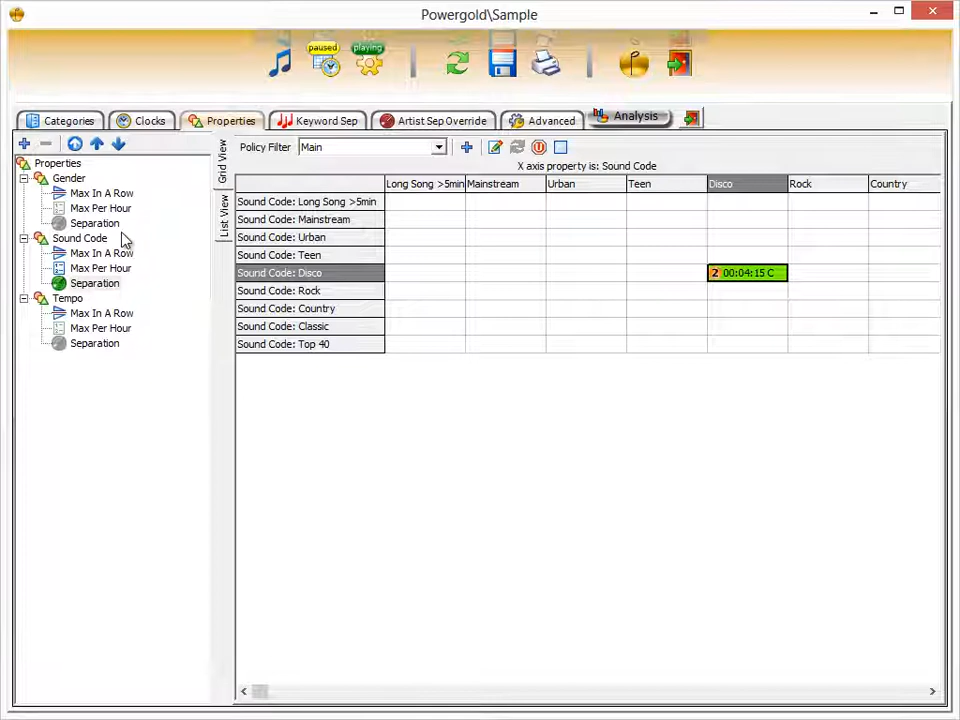 Powergold\Sample
paused
playing
Categories
Clocks
Properties
Keyword Sep
Artist Sep Override
Advanced
Analysis
Properties
Gender
Max In A Row
Max Per Hour
Separation
Sound Code
Max In A Row
Max Per Hour
Separation
Tempo
Max In A Row
Max Per Hour
Separation
Grid View
List View
Policy Filter Main
X axis property is: Sound Code
Long Song >5min Mainstream Urban Teen Disco Rock Country
Sound Code: Long Song >5min
Sound Code: Mainstream
Sound Code: Urban
Sound Code: Teen
Sound Code: Disco 2 00:04:15 C
Sound Code: Rock
Sound Code: Country
Sound Code: Classic
Sound Code: Top 40